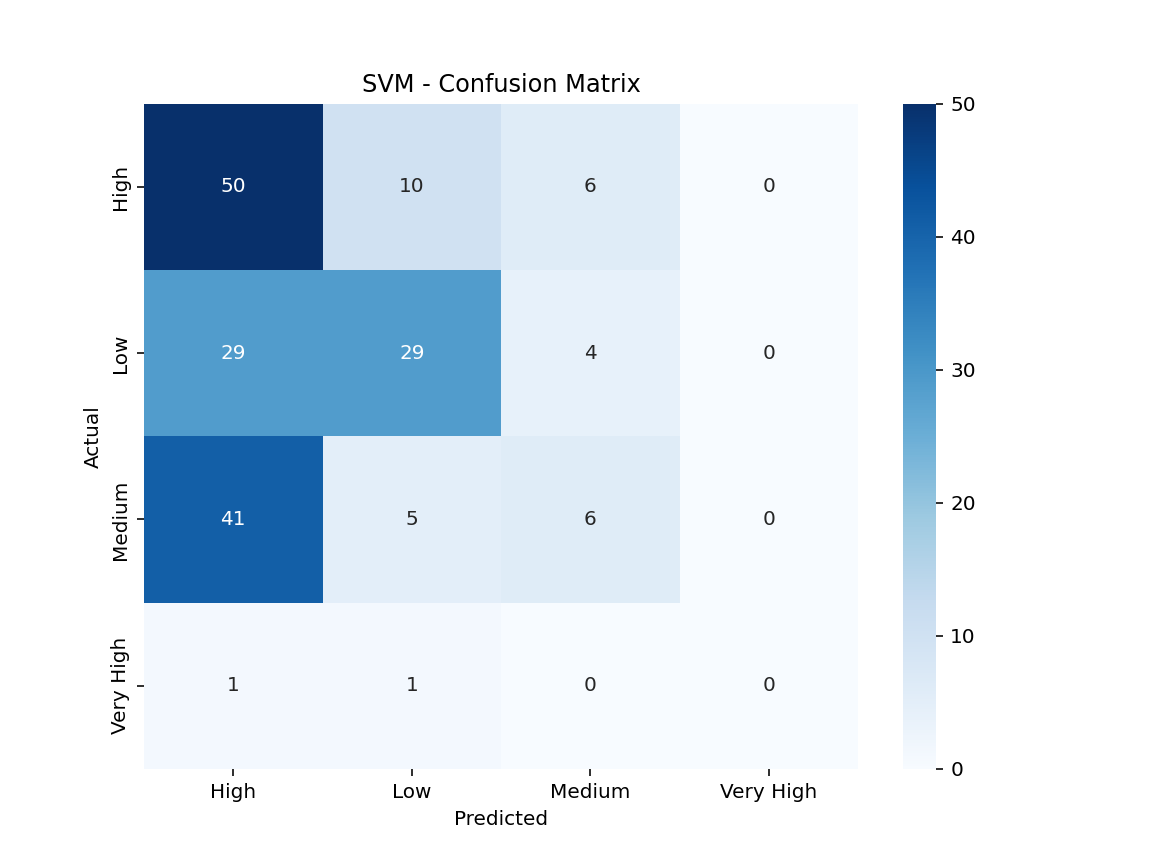 SVM - Confusion Matrix
High 50 10 6 0
Low 29 29 4 0
Medium 41 5 6 0
Very High 1 1 0 0
Actual
High Low Medium Very High
Predicted
50
40
30
20
10
0